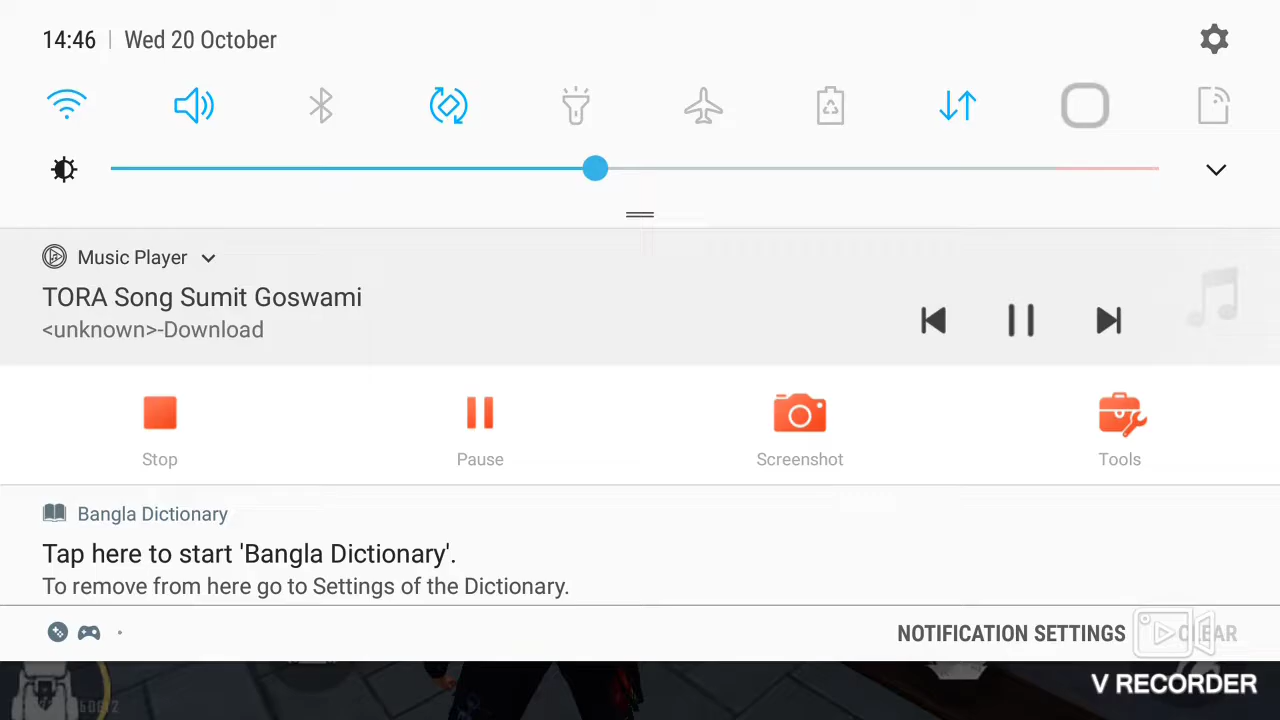 14:46 | Wed 20 October
Music Player
TORA Song Sumit Goswami
<unknown>-Download
Stop Pause Screenshot Tools
Bangla Dictionary
Tap here to start 'Bangla Dictionary'.
To remove from here go to Settings of the Dictionary.
NOTIFICATION SETTINGS CLEAR
V RECORDER